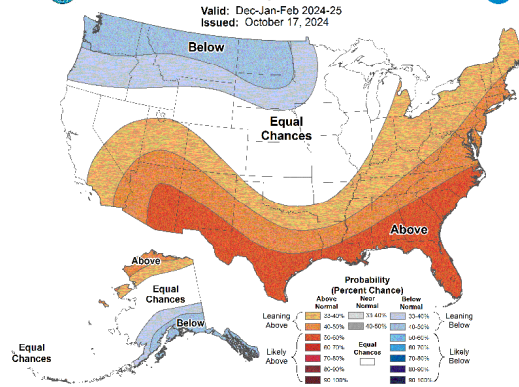 Valid: Dec-Jan-Feb 2024-25
Issued: October 17, 2024
Below
Equal
Chances
Above
Above
Equal
Chances
Below
Equal
Chances
Probability
(Percent Chance)
Above
Normal
Near
Normal
Below
Normal
Leaning
Above
33-40%
40-50%
33-40%
40-50%
33-40%
40-50%
Leaning
Below
Likely
Above
50-60%
60-70%
70-80%
80-90%
90-100%
Equal
Chances
50-60%
60-70%
70-80%
80-90%
90-100%
Likely
Below